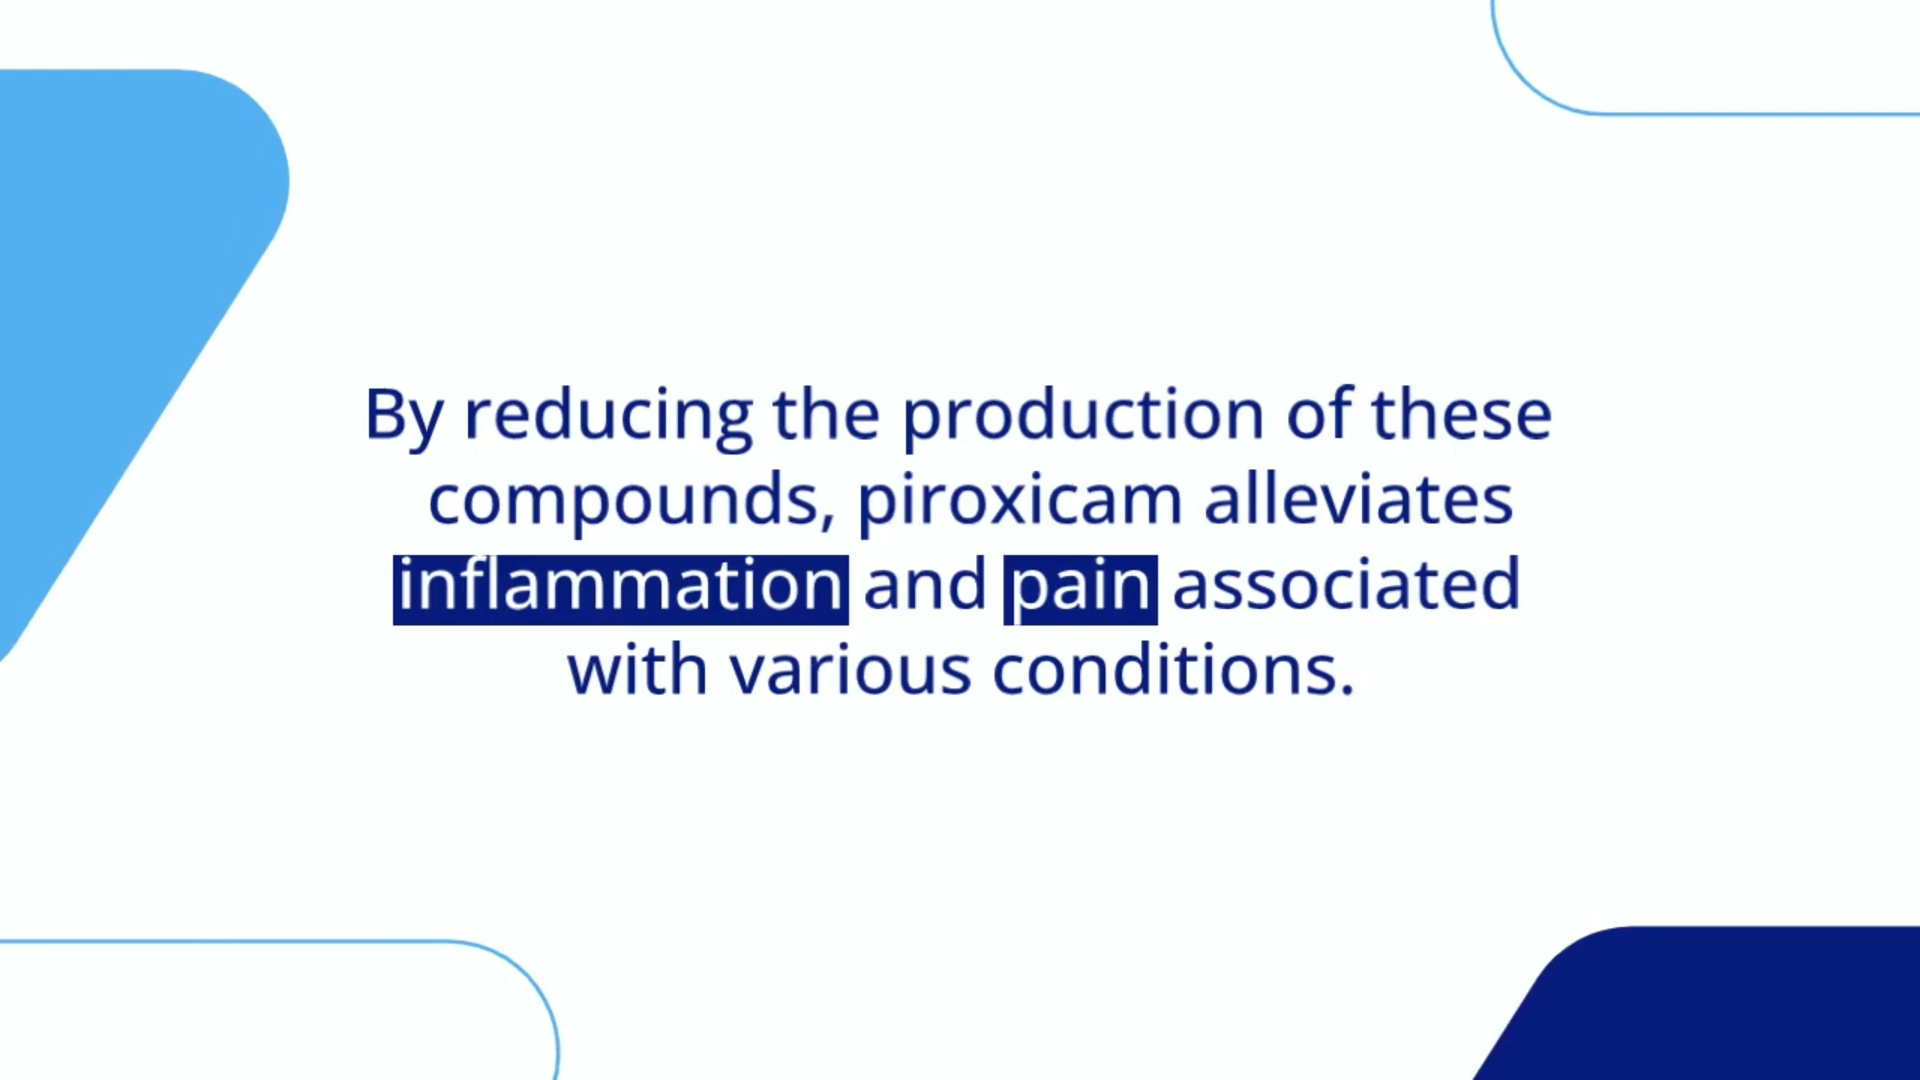 By reducing the production of these
compounds, piroxicam alleviates
inflammation and pain associated
with various conditions.